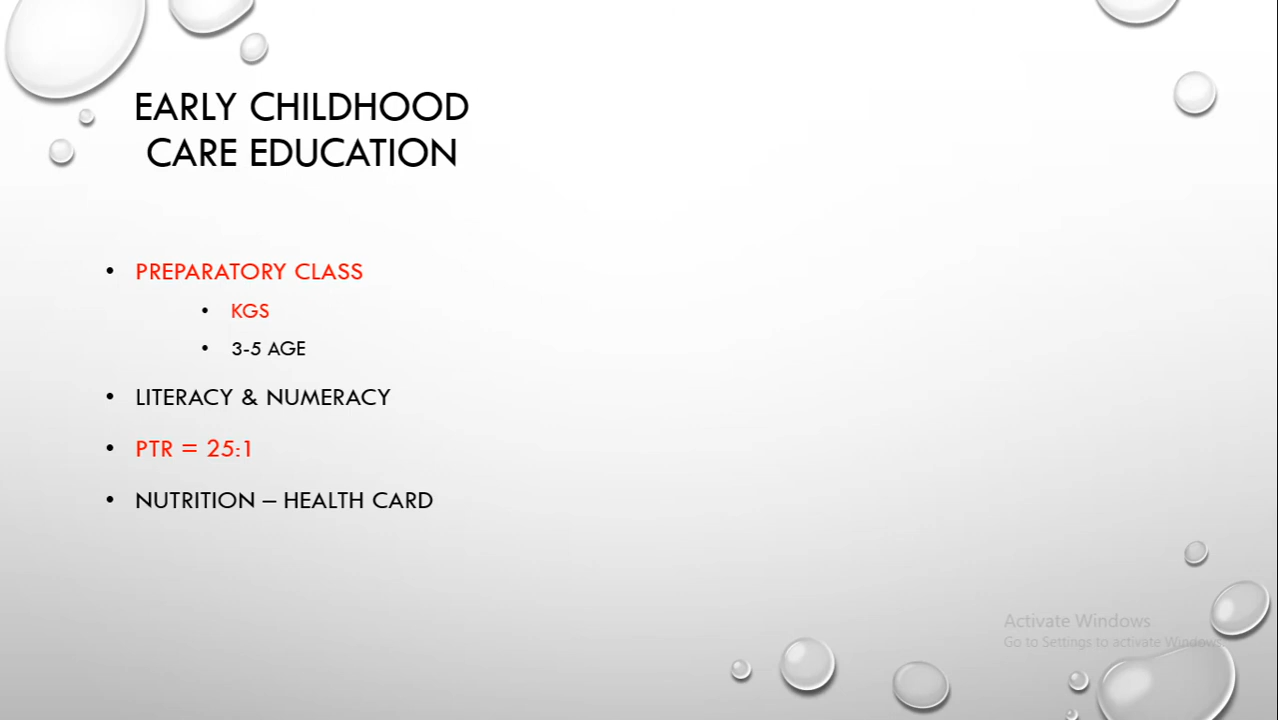 EARLY CHILDHOOD
CARE EDUCATION
• PREPARATORY CLASS
• KGS
• 3-5 AGE
• LITERACY & NUMERACY
• PTR = 25:1
• NUTRITION – HEALTH CARD
Activate Windows
Go to Settings to activate Windows.